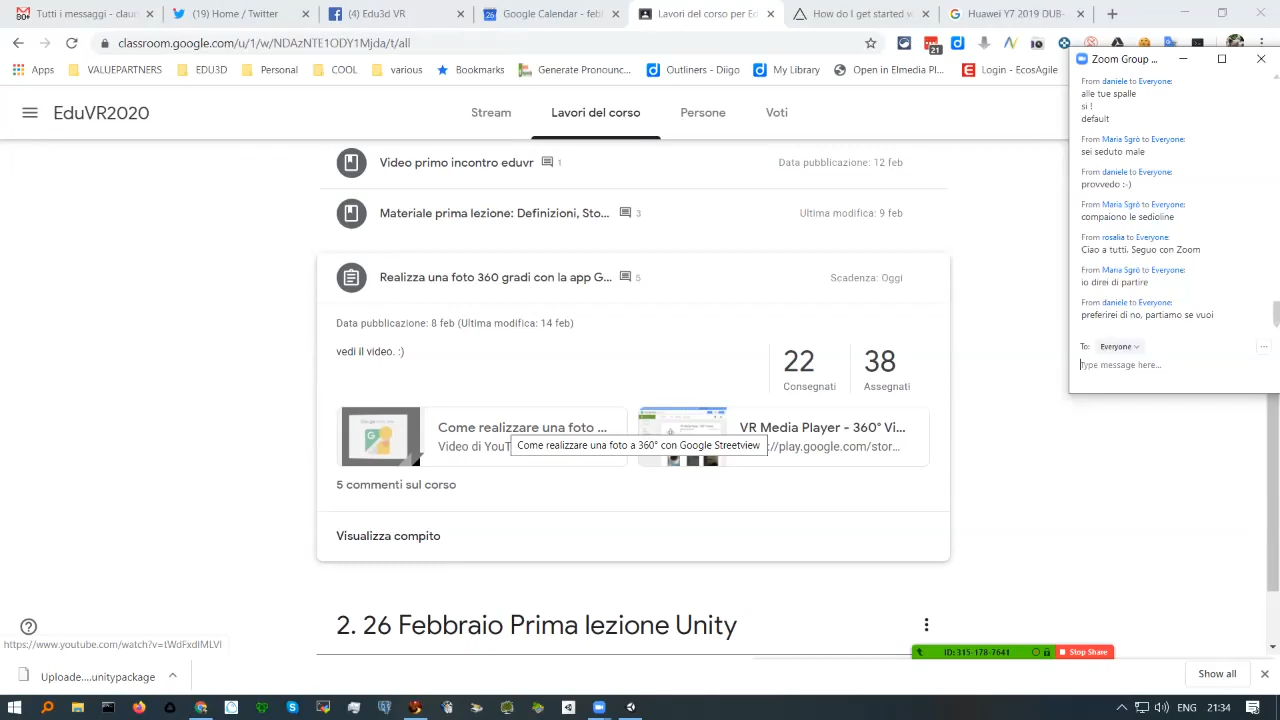 Tutti i messaggi - clau
(19) Home / Twitter
(4) Edu3d VR
Google Calendar - feb
Lavori del corso per Ed
How do I get started w
Huawei Y7 2019 DUB-
classroom.google.com/u/1/w/NDAzNTE1ODY1Mjda/t/all
21
Apps
VALUEPARTNERS
EDU3D
Personal
COOL
various
Bookmarks
Generate Pronounc...
Outliners - Diigo
My Library
Open in Elmedia Pl...
Login - EcosAgile
EduVR2020
Stream
Lavori del corso
Persone
Voti
Video primo incontro eduvr
1
Data pubblicazione: 12 feb
Materiale prima lezione: Definizioni, Sto...
3
Ultima modifica: 9 feb
Realizza una foto 360 gradi con la app G...
5
Scadenza: Oggi
Data pubblicazione: 8 feb (Ultima modifica: 14 feb)
vedi il video. :)
22
Consegnati
38
Assegnati
Come realizzare una foto ...
Video di YouT
Come realizzare una foto a 360° con Google Streetview
VR Media Player - 360° Vi...
://play.google.com/stor...
5 commenti sul corso
Visualizza compito
2. 26 Febbraio Prima lezione Unity
Zoom Group ...
From daniele to Everyone:
alle tue spalle
si !
default
From Maria Sgrò to Everyone:
sei seduto male
From daniele to Everyone:
provvedo :-)
From Maria Sgrò to Everyone:
compaiono le sedioline
From rosalia to Everyone:
Ciao a tutti. Seguo con Zoom
From Maria Sgrò to Everyone:
io direi di partire
From daniele to Everyone:
preferirei di no, partiamo se vuoi
To: Everyone
Type message here...
https://www.youtube.com/watch?v=tWdFxdIMLVI
ID: 315-178-7641
Stop Share
Uploade....unitypackage
Show all
ENG
21:34